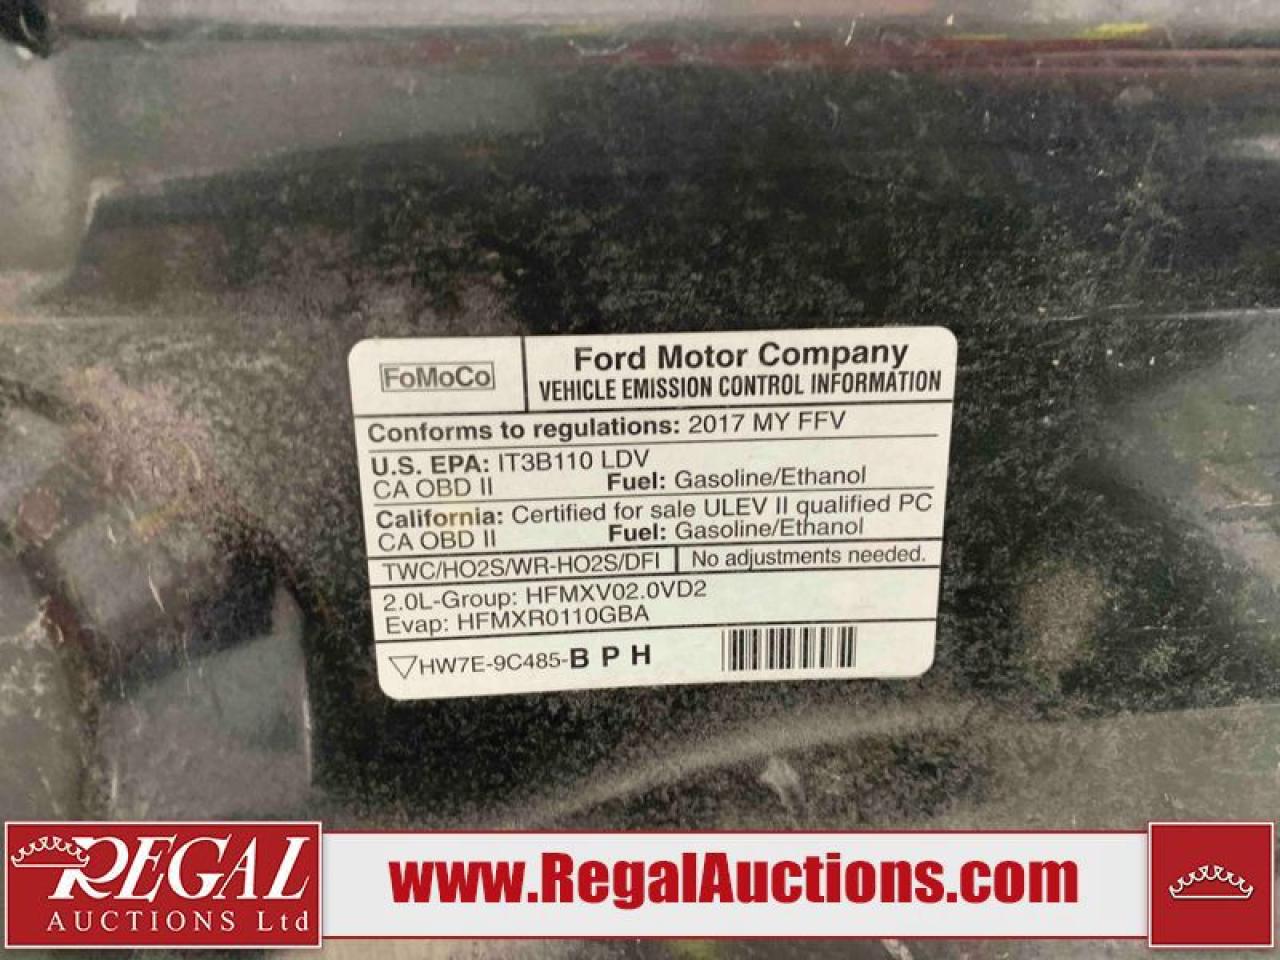 FoMoCo
Ford Motor Company
VEHICLE EMISSION CONTROL INFORMATION
Conforms to regulations: 2017 MY FFV
U.S. EPA: IT3B110 LDV
CA OBD II Fuel: Gasoline/Ethanol
California: Certified for sale ULEV II qualified PC
CA OBD II Fuel: Gasoline/Ethanol
TWC/HO2S/WR-HO2S/DFI No adjustments needed.
2.0L-Group: HFMXV02.0VD2
Evap: HFMXR0110GBA
HW7E-9C485-B P H
REGAL
AUCTIONS Ltd
www.RegalAuctions.com